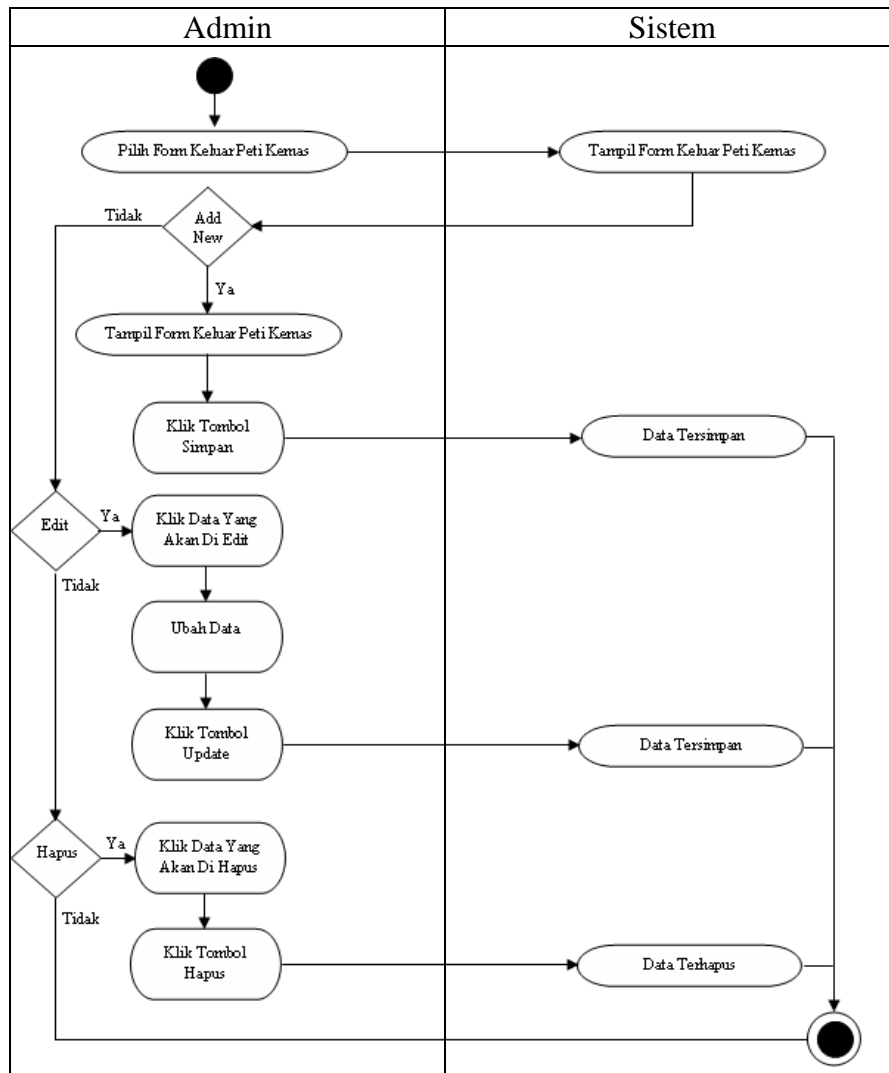 Admin
Sistem
Pilih Form Keluar Peti Kemas
Tampil Form Keluar Peti Kemas
Tidak
Add
New
Ya
Tampil Form Keluar Peti Kemas
Klik Tombol
Simpan
Data Tersimpan
Edit
Ya
Klik Data Yang
Akan Di Edit
Tidak
Ubah Data
Klik Tombol
Update
Data Tersimpan
Hapus
Ya
Klik Data Yang
Akan Di Hapus
Tidak
Klik Tombol
Hapus
Data Terhapus